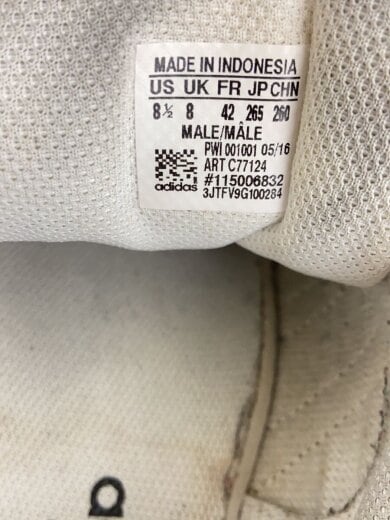 MADE IN INDONESIA
US UK FR JP CHN
8½ 8 42 265 260
MALE/MÂLE
PWI 001001 05/16
ART C77124
#115006832
adidas 3JTFV9G100284
a